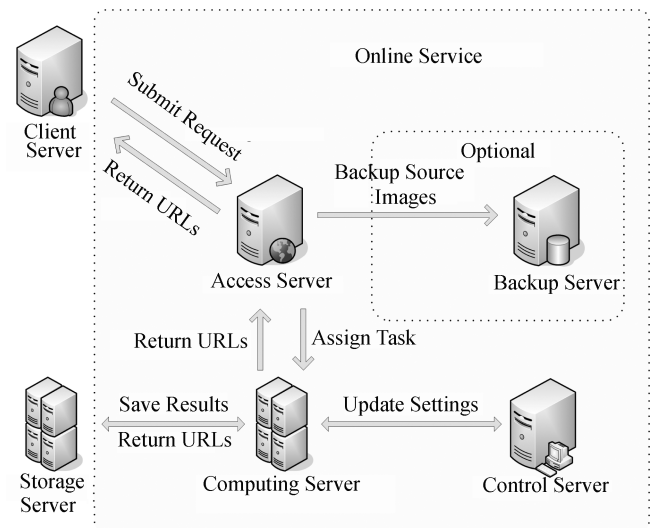 Online Service
Client
Server
Submit Request
Return URLs
Optional
Backup Source
Images
Access Server
Backup Server
Return URLs
Assign Task
Save Results
Return URLs
Update Settings
Storage
Server
Computing Server
Control Server